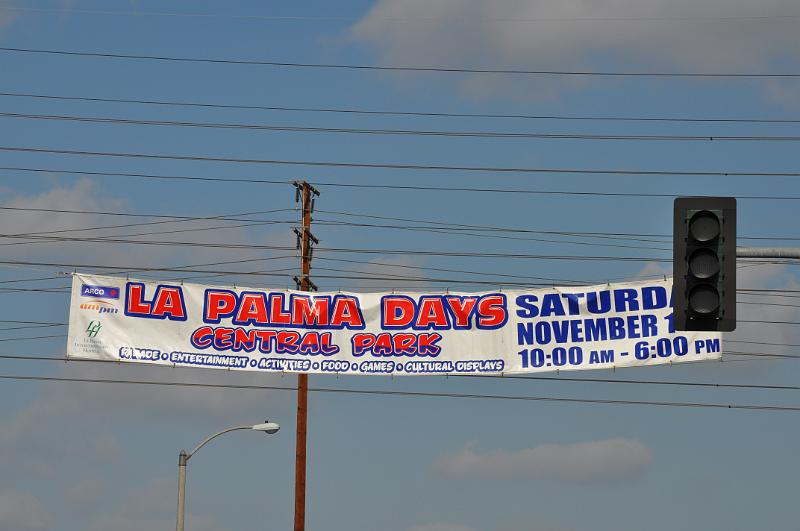 ARCO
ampm
LA PALMA DAYS
CENTRAL PARK
PARADE • ENTERTAINMENT • ACTIVITIES • FOOD • GAMES • CULTURAL DISPLAYS
SATURDA
NOVEMBER 1
10:00 AM - 6:00 PM